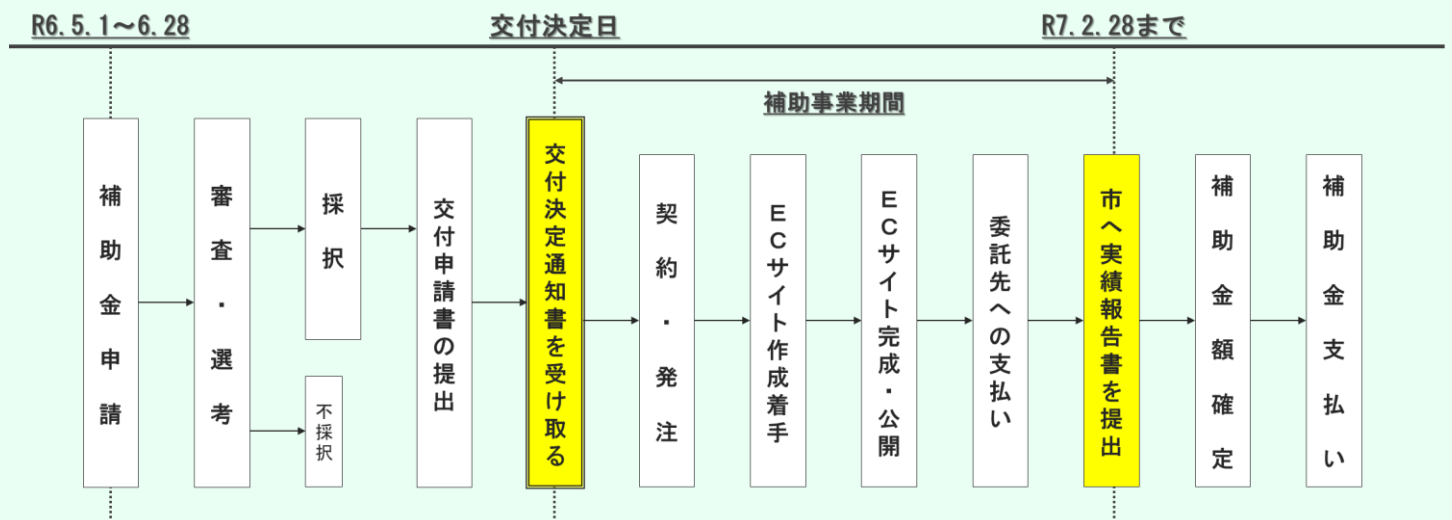 R6.5.1～6.28
交付決定日
R7.2.28まで
補助事業期間
補助金申請
審査・選考
採択
不採択
交付申請書の提出
交付決定通知書を受け取る
契約・発注
ＥＣサイト作成着手
ＥＣサイト完成・公開
委託先への支払い
市へ実績報告書を提出
補助金額確定
補助金支払い